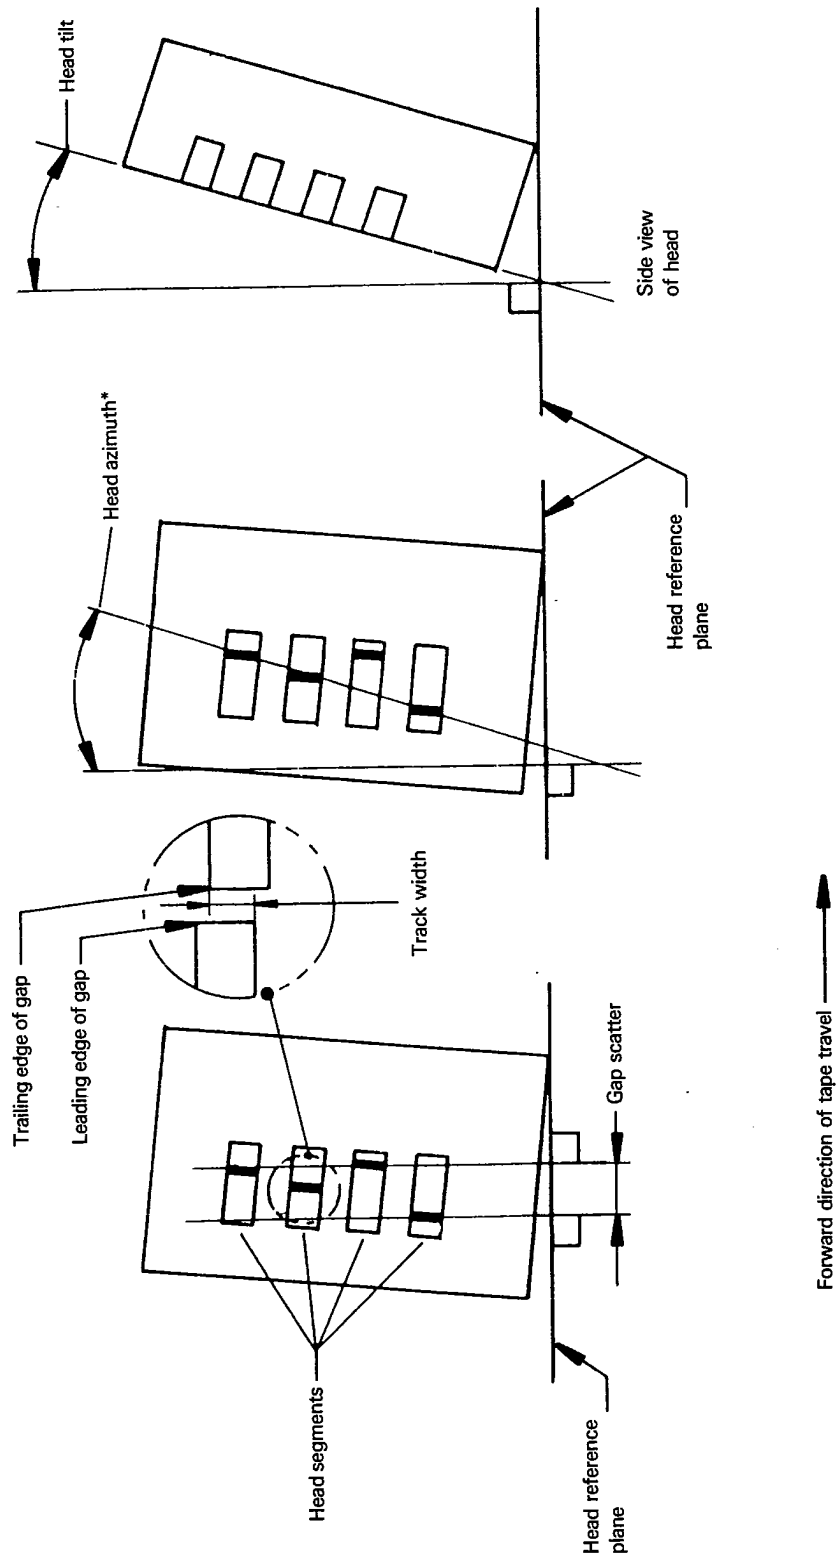 Trailing edge of gap
Leading edge of gap
Track width
Head segments
Gap scatter
Head reference
plane
Head azimuth*
Head reference
plane
Head tilt
Side view
of head
Forward direction of tape travel